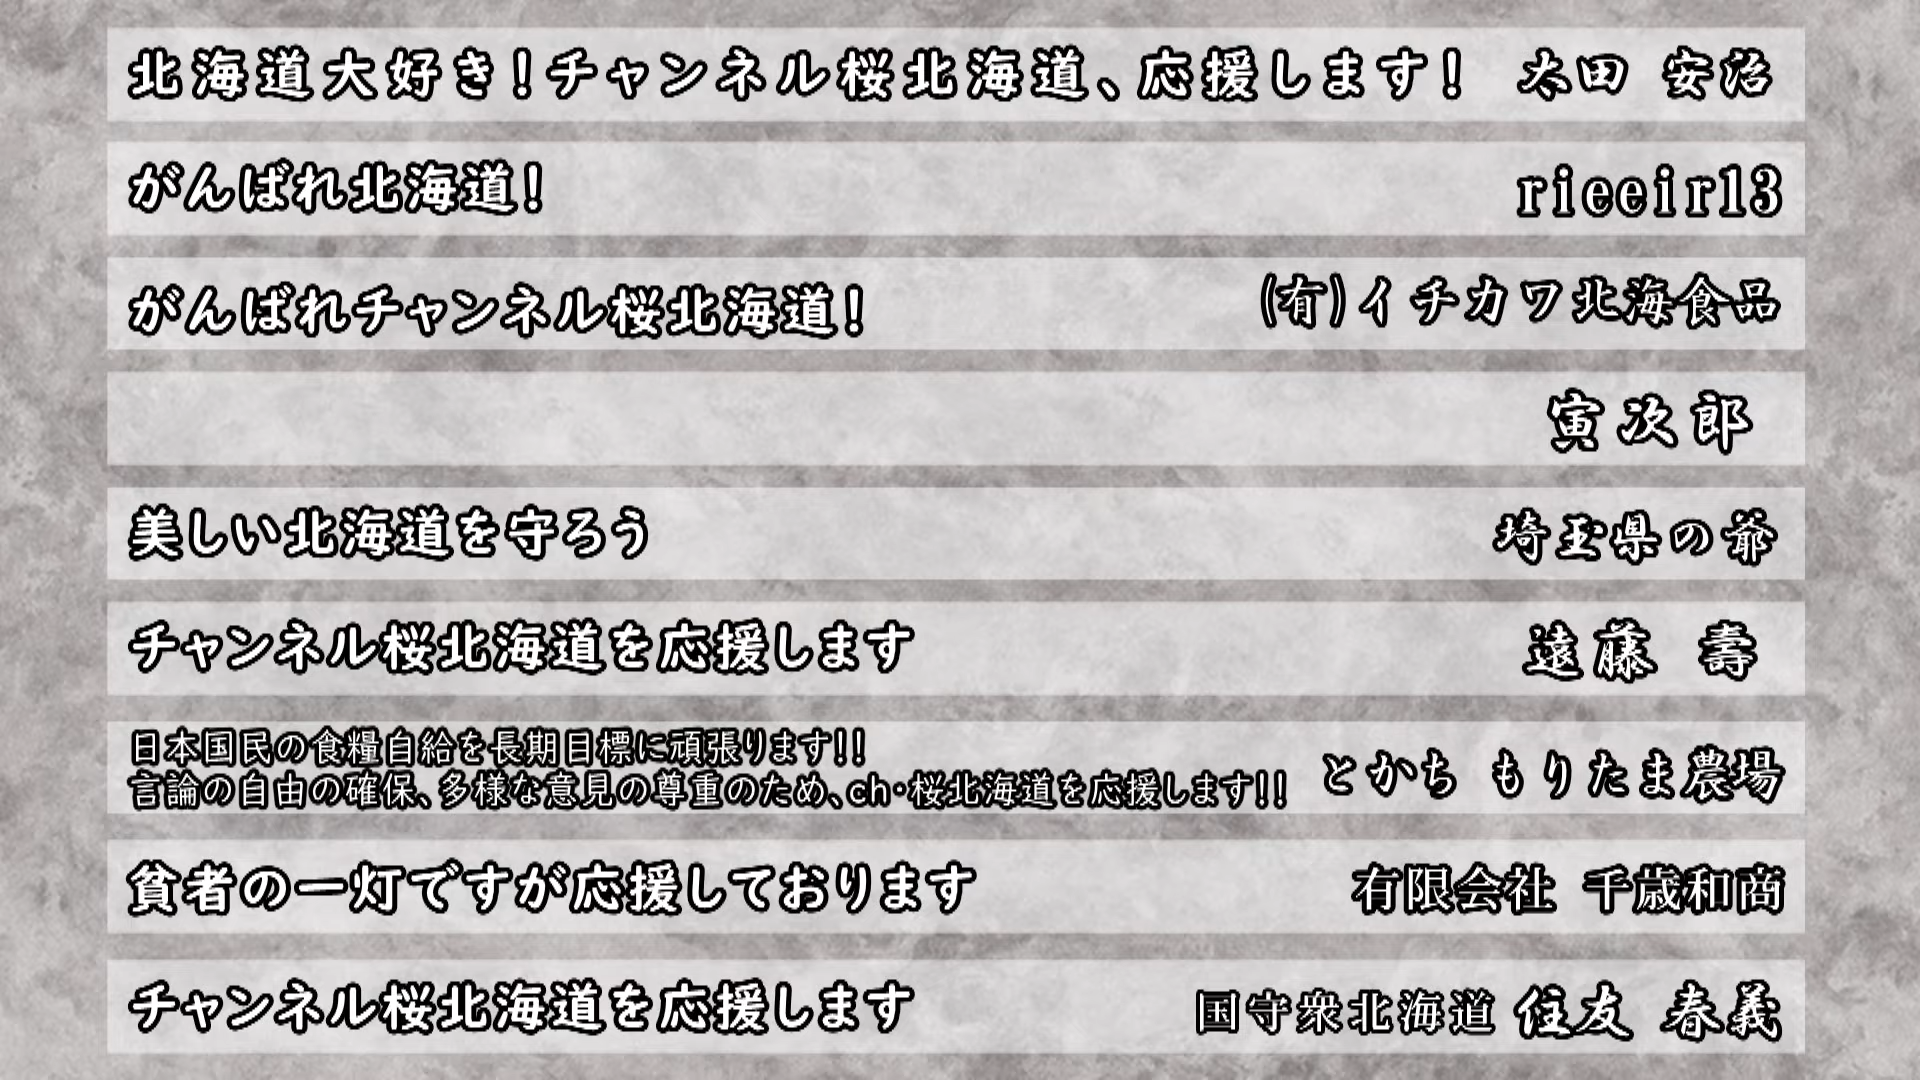 北海道大好き！チャンネル桜北海道、応援します！ 太田 安治
がんばれ北海道！ rieeir13
がんばれチャンネル桜北海道！ (有)イチカワ北海食品
寅次郎
美しい北海道を守ろう 埼玉県の爺
チャンネル桜北海道を応援します 遠藤 壽
日本国民の食糧自給を長期目標に頑張ります!!
言論の自由の確保、多様な意見の尊重のため、ch・桜北海道を応援します!! とかち もりたま農場
貧者の一灯ですが応援しております 有限会社 千歳和商
チャンネル桜北海道を応援します 国守衆北海道 住友 春義